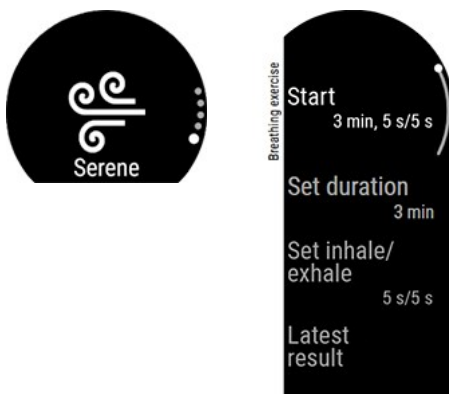 Serene
Breathing exercise
Start
3 min, 5 s/5 s
Set duration
3 min
Set inhale/
exhale
5 s/5 s
Latest
result